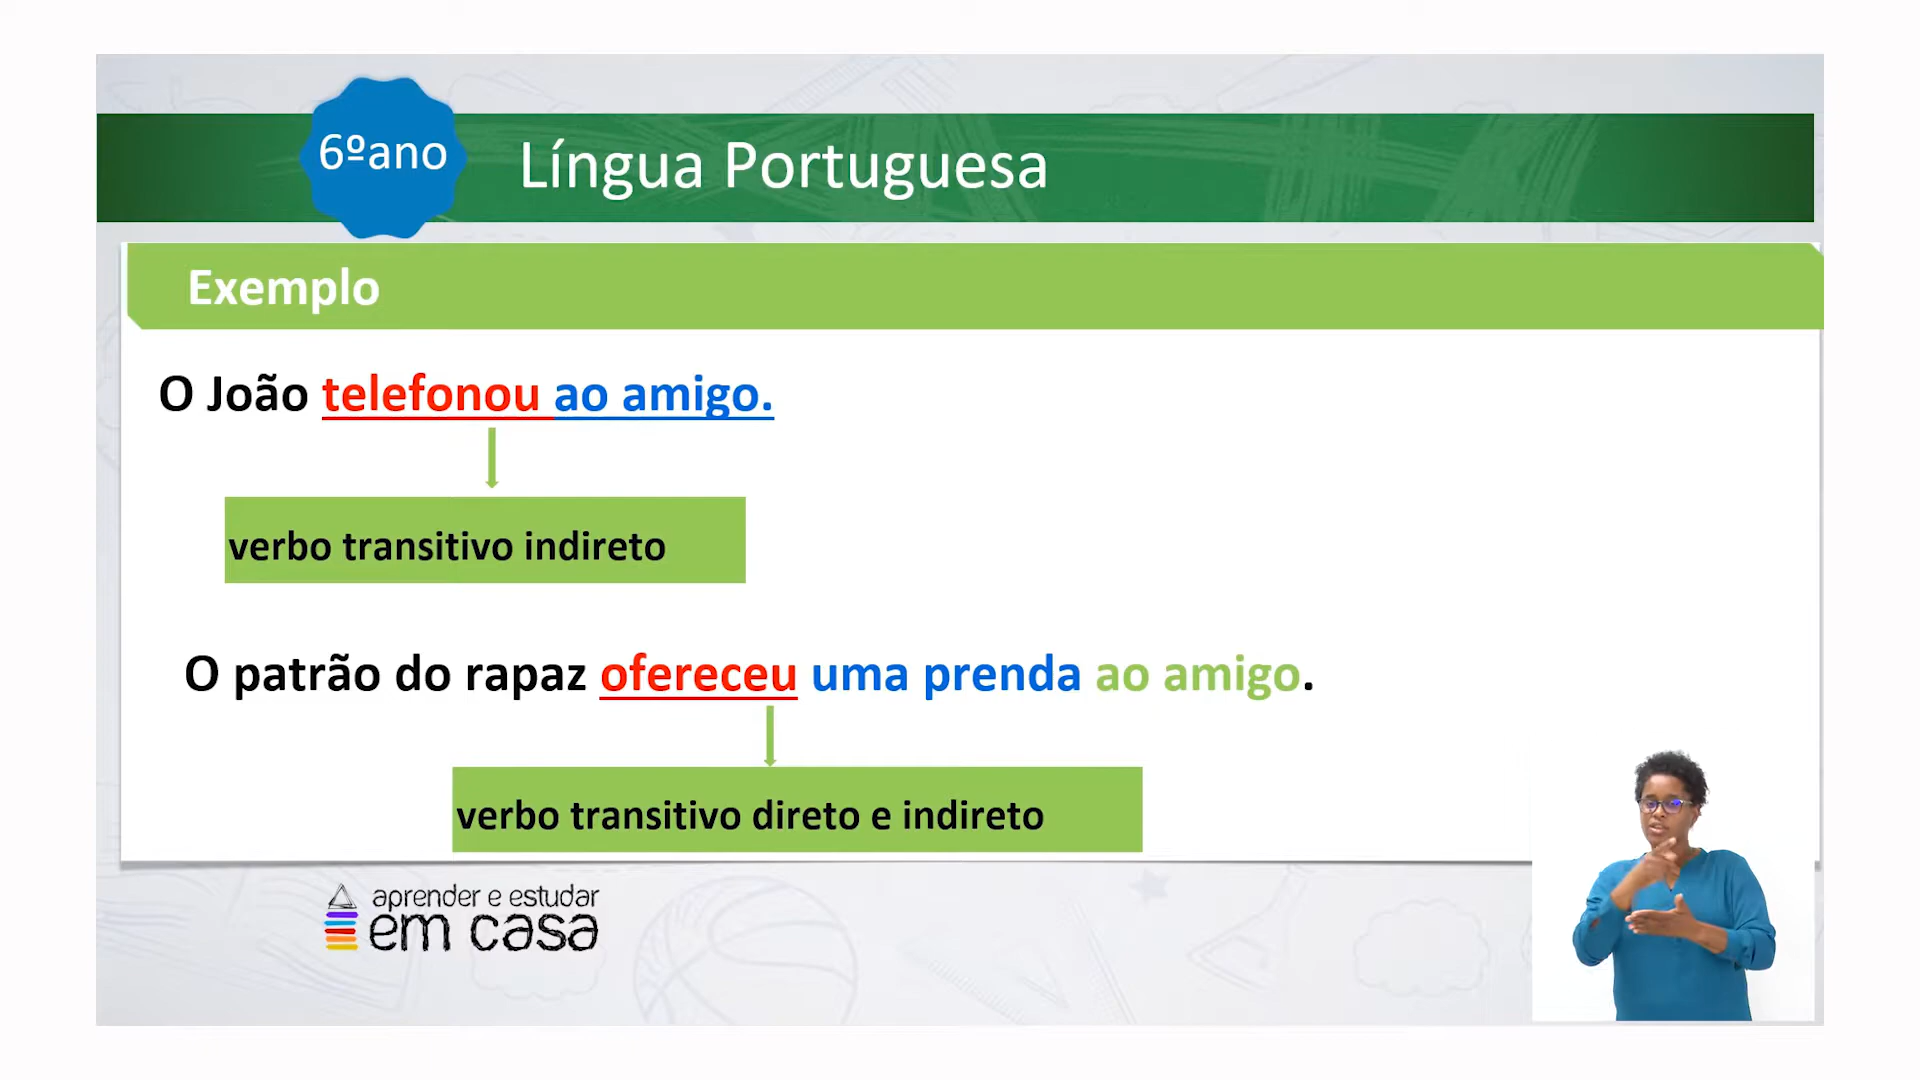 6ºano
Língua Portuguesa
Exemplo
O João telefonou ao amigo.
verbo transitivo indireto
O patrão do rapaz ofereceu uma prenda ao amigo.
verbo transitivo direto e indireto
aprender e estudar
em casa